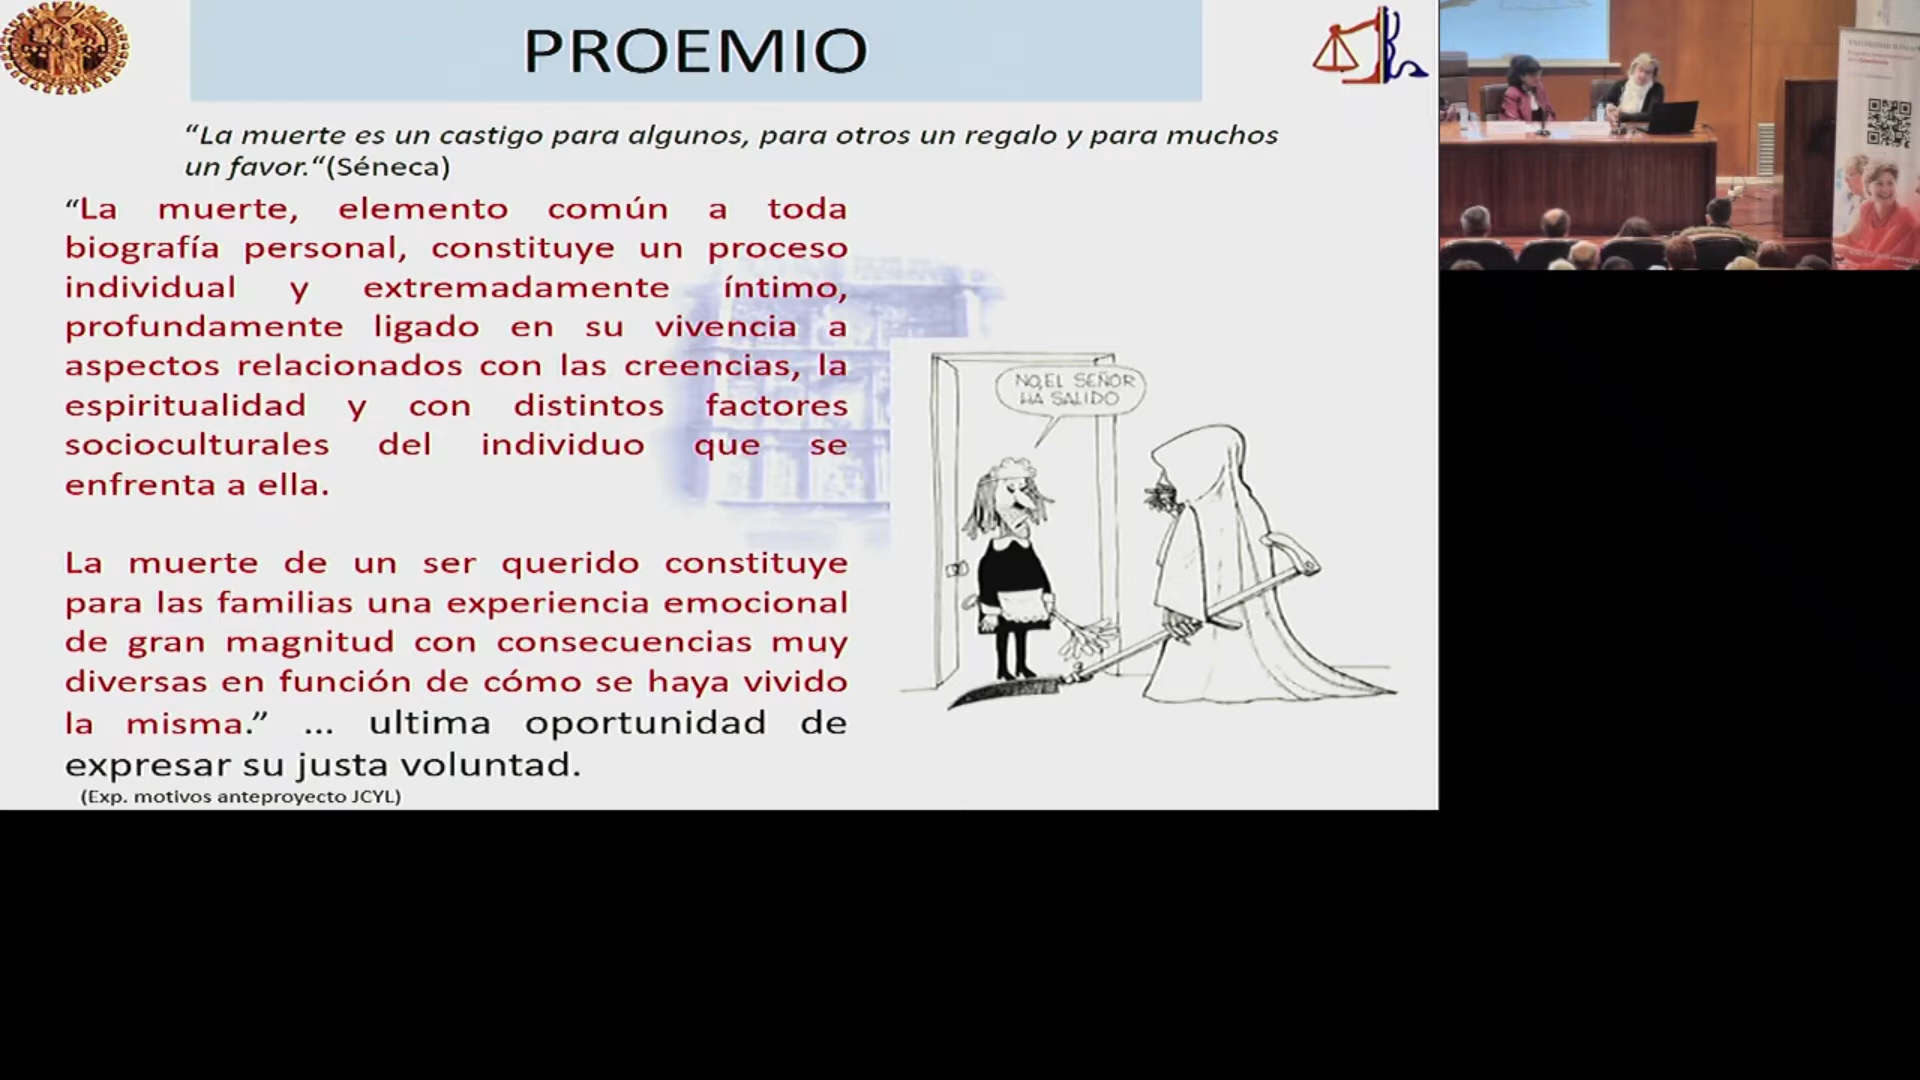 PROEMIO
“La muerte es un castigo para algunos, para otros un regalo y para muchos
un favor.“(Séneca)
“La muerte, elemento común a toda
biografía personal, constituye un proceso
individual y extremadamente íntimo,
profundamente ligado en su vivencia a
aspectos relacionados con las creencias, la
espiritualidad y con distintos factores
socioculturales del individuo que se
enfrenta a ella.
La muerte de un ser querido constituye
para las familias una experiencia emocional
de gran magnitud con consecuencias muy
diversas en función de cómo se haya vivido
la misma.” ... ultima oportunidad de
expresar su justa voluntad.
(Exp. motivos anteproyecto JCYL)
NO, EL SEÑOR
HA SALIDO